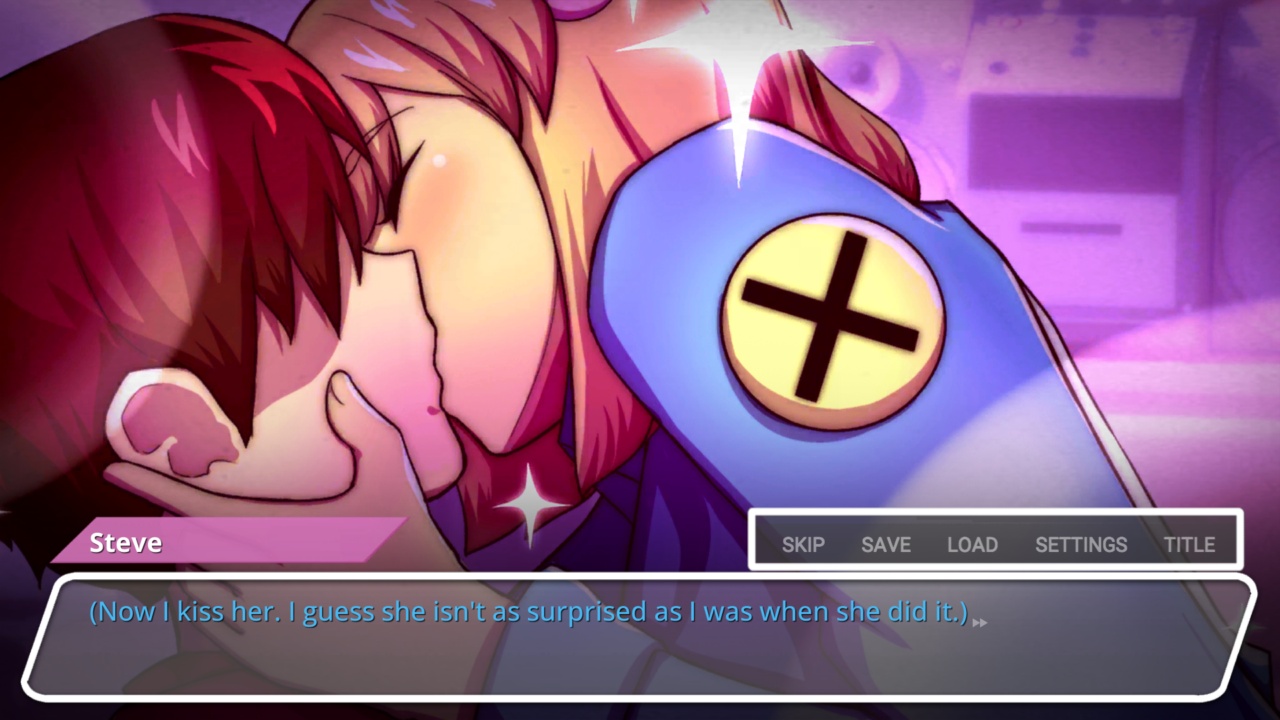 Steve
SKIP SAVE LOAD SETTINGS TITLE
(Now I kiss her. I guess she isn't as surprised as I was when she did it.)